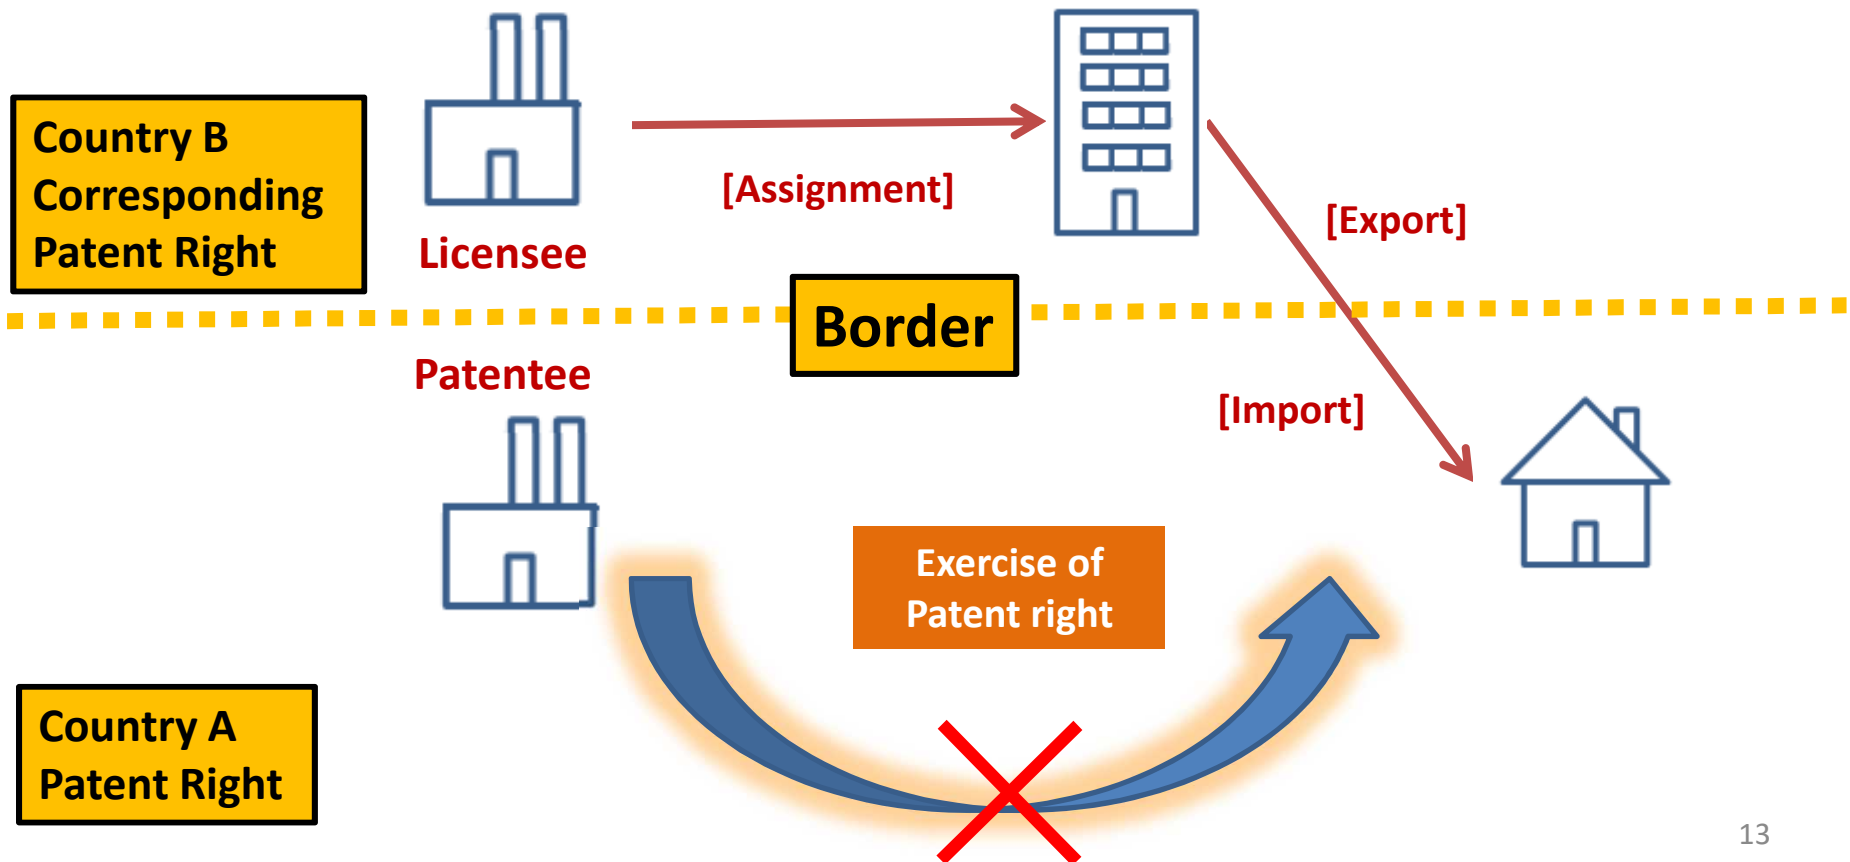 Country B
Corresponding
Patent Right
Licensee
[Assignment]
[Export]
Border
Patentee
[Import]
Exercise of
Patent right
Country A
Patent Right
13